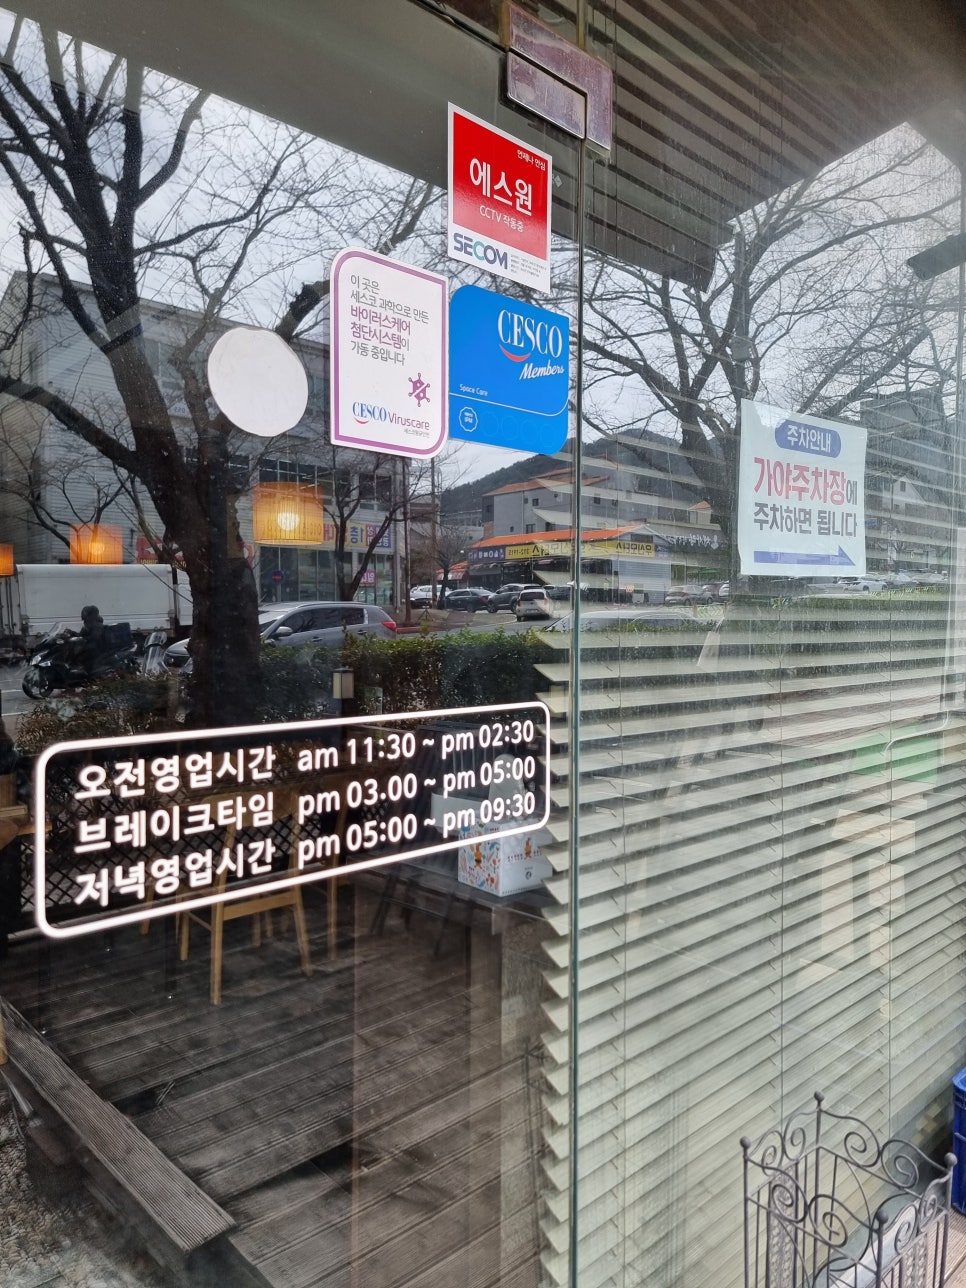 언제나 안심
에스원
CCTV 작동중
SECOM
이 곳은
세스코 과학으로 만든
바이러스케어
첨단시스템이
가동 중입니다
CESCO Viruscare
CESCO
Members
Space Care
주차안내
가야주차장에
주차하면 됩니다
오전영업시간 am 11:30 ~ pm 02:30
브레이크타임 pm 03.00 ~ pm 05:00
저녁영업시간 pm 05:00 ~ pm 09:30